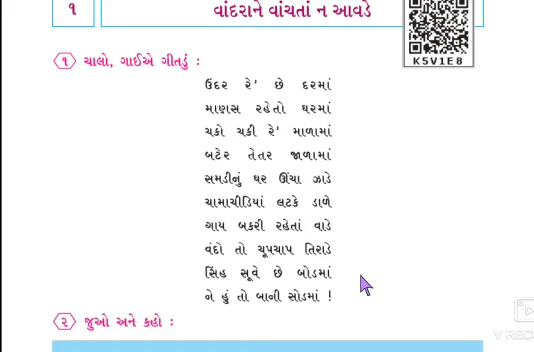 ૧ વાંદરાને વાંચતાં ન આવડે
K5V1E8
૧ ચાલો, ગાઈએ ગીતડું :
ઉંદર રે' છે દરમાં
માણસ રહેતો ઘરમાં
ચકો ચકી રે' માળામાં
બટેર તેતર જાળામાં
સમડીનું ઘર ઊંચા ઝાડે
ચામાચીડિયાં લટકે ડાળે
ગાય બકરી રહેતાં વાડે
વંદો તો ચૂપચાપ તિરાડે
સિંહ સૂવે છે બોડમાં
ને હું તો બાની સોડમાં !
૨ જુઓ અને કહો :